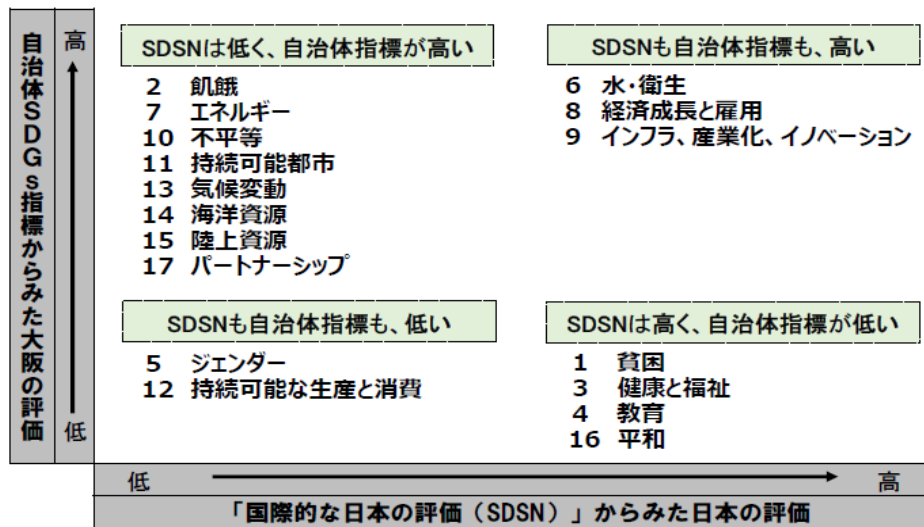 自治体SDGs指標からみた大阪の評価
高
低
SDSNは低く、自治体指標が高い
2 飢餓
7 エネルギー
10 不平等
11 持続可能都市
13 気候変動
14 海洋資源
15 陸上資源
17 パートナーシップ
SDSNも自治体指標も、高い
6 水・衛生
8 経済成長と雇用
9 インフラ、産業化、イノベーション
SDSNも自治体指標も、低い
5 ジェンダー
12 持続可能な生産と消費
SDSNは高く、自治体指標が低い
1 貧困
3 健康と福祉
4 教育
16 平和
低
高
「国際的な日本の評価（SDSN）」からみた日本の評価